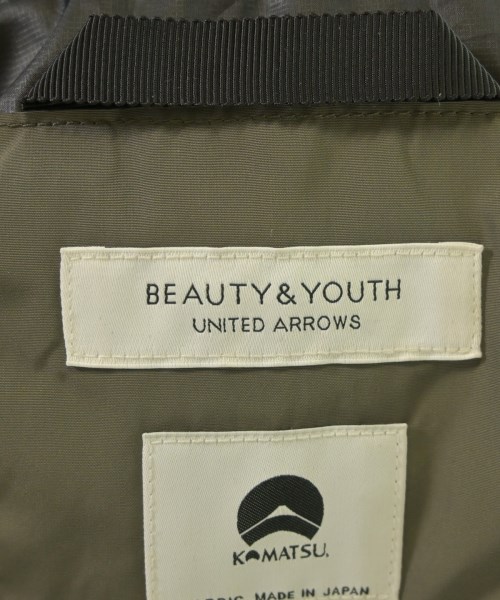 BEAUTY & YOUTH
UNITED ARROWS
KOMATSU.
MADE IN JAPAN